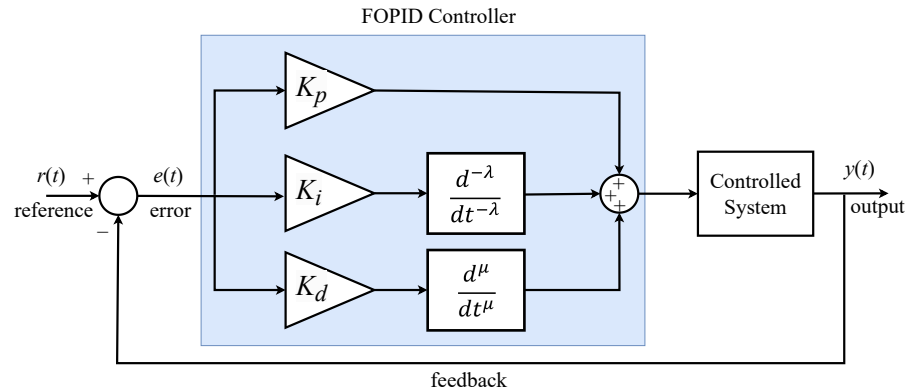 FOPID Controller
K_p
r(t)
+
e(t)
reference
error
−
K_i
d^{-λ}
dt^{-λ}
+
+
+
Controlled
System
y(t)
output
K_d
d^μ
dt^μ
feedback